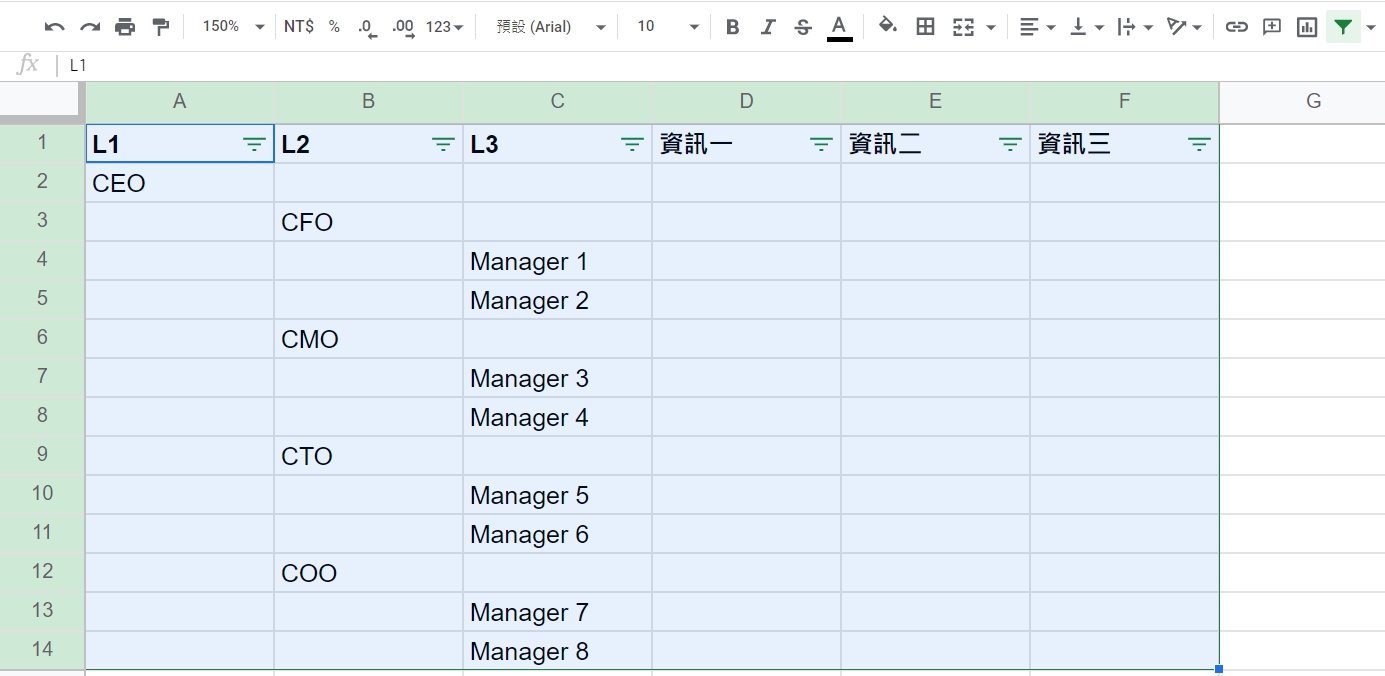 150% NT$ % .0 .00 123 預設 (Arial) 10 B I S A
fx L1
A B C D E F G
1 L1 L2 L3 資訊一 資訊二 資訊三
2 CEO
3 CFO
4 Manager 1
5 Manager 2
6 CMO
7 Manager 3
8 Manager 4
9 CTO
10 Manager 5
11 Manager 6
12 COO
13 Manager 7
14 Manager 8